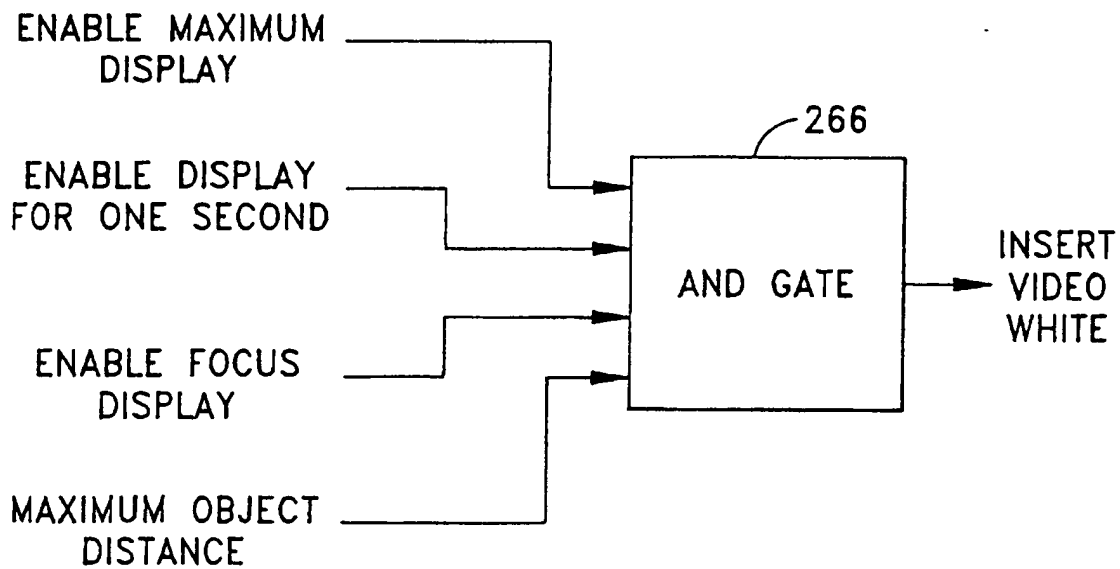 ENABLE MAXIMUM
DISPLAY
266
ENABLE DISPLAY
FOR ONE SECOND
AND GATE
INSERT
VIDEO
WHITE
ENABLE FOCUS
DISPLAY
MAXIMUM OBJECT
DISTANCE